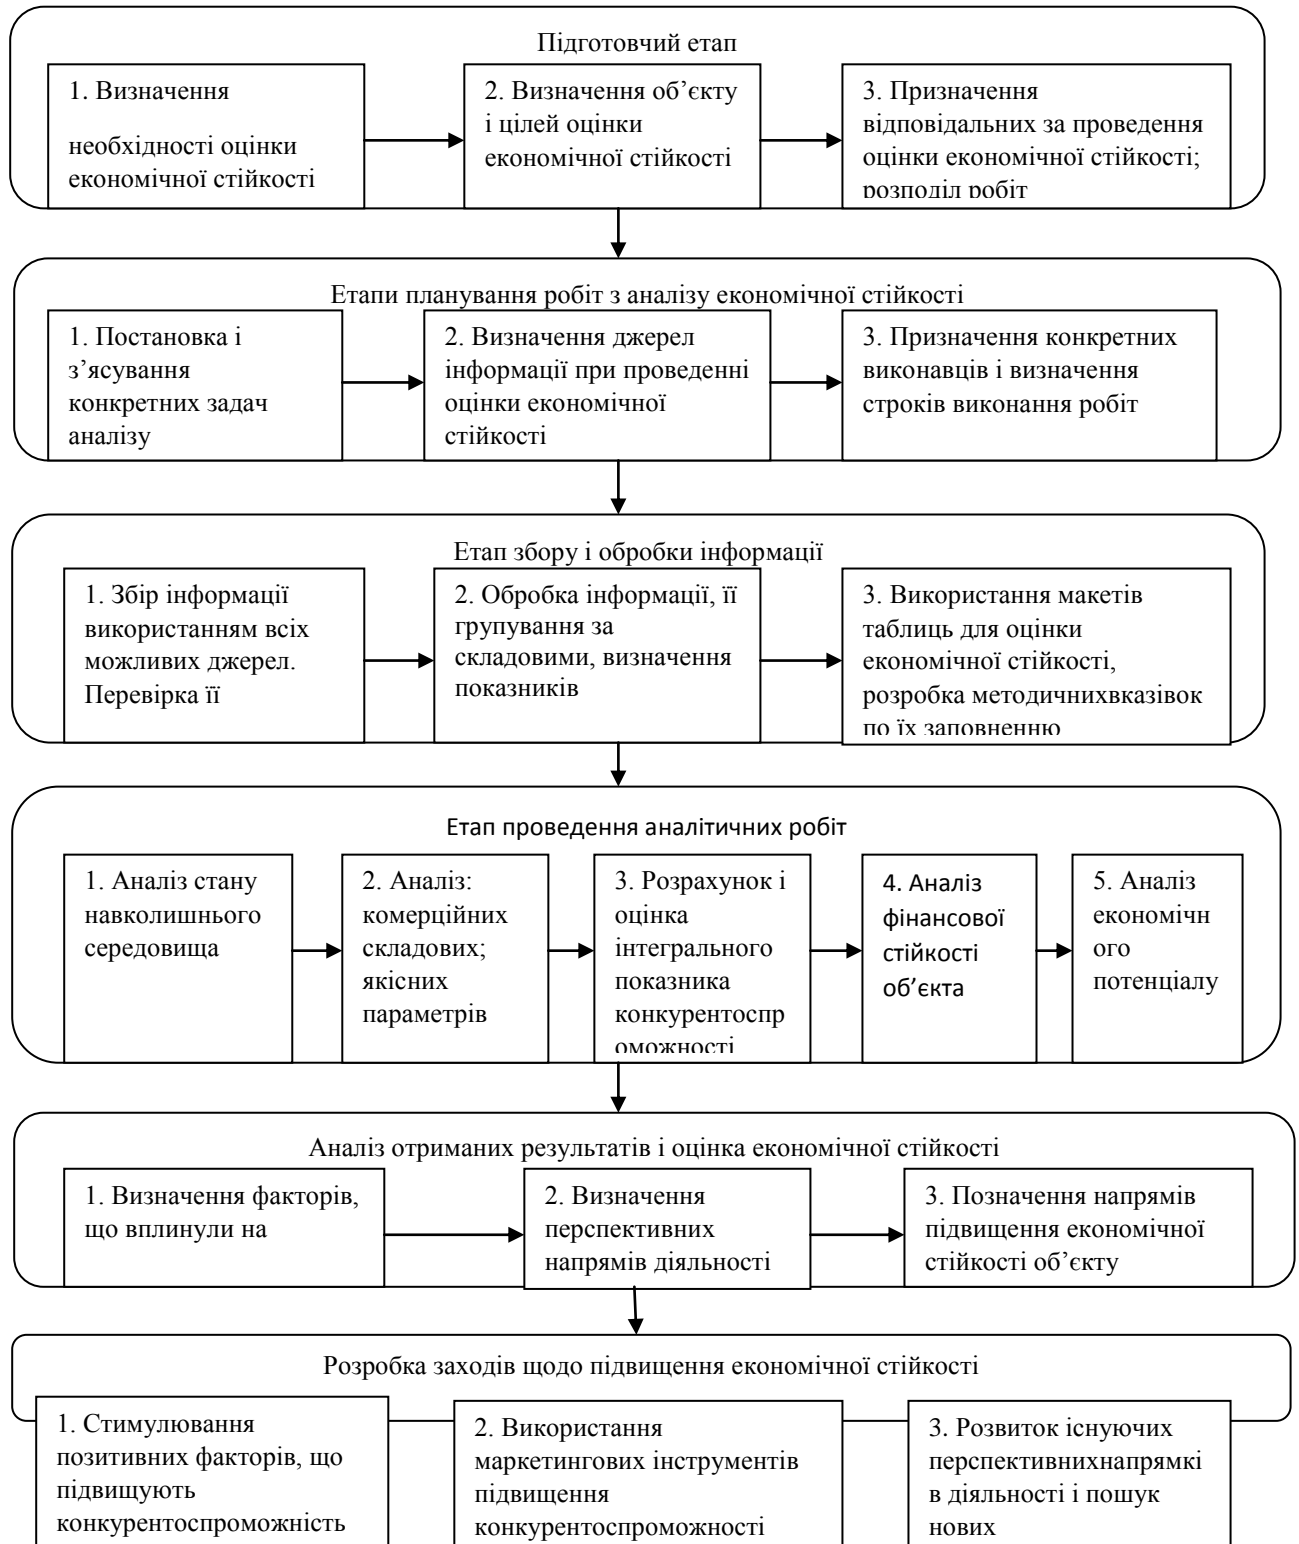 Підготовчий етап
1. Визначення
необхідності оцінки
економічної стійкості
2. Визначення об’єкту
і цілей оцінки
економічної стійкості
3. Призначення
відповідальних за проведення
оцінки економічної стійкості;
розподіл робіт
Етапи планування робіт з аналізу економічної стійкості
1. Постановка і
з’ясування
конкретних задач
аналізу
2. Визначення джерел
інформації при проведенні
оцінки економічної
стійкості
3. Призначення конкретних
виконавців і визначення
строків виконання робіт
Етап збору і обробки інформації
1. Збір інформації
використанням всіх
можливих джерел.
Перевірка її
2. Обробка інформації, її
групування за
складовими, визначення
показників
3. Використання макетів
таблиць для оцінки
економічної стійкості,
розробка методичнихвказівок
по їх заповненню
Етап проведення аналітичних робіт
1. Аналіз стану
навколишнього
середовища
2. Аналіз:
комерційних
складових;
якісних
параметрів
3. Розрахунок і
оцінка
інтегрального
показника
конкурентоспр
оможності
4. Аналіз
фінансової
стійкості
об’єкта
5. Аналіз
економічн
ого
потенціалу
Аналіз отриманих результатів і оцінка економічної стійкості
1. Визначення факторів,
що вплинули на
2. Визначення
перспективних
напрямів діяльності
3. Позначення напрямів
підвищення економічної
стійкості об’єкту
Розробка заходів щодо підвищення економічної стійкості
1. Стимулювання
позитивних факторів, що
підвищують
конкурентоспроможність
2. Використання
маркетингових інструментів
підвищення
конкурентоспроможності
3. Розвиток існуючих
перспективнихнапрямкі
в діяльності і пошук
нових